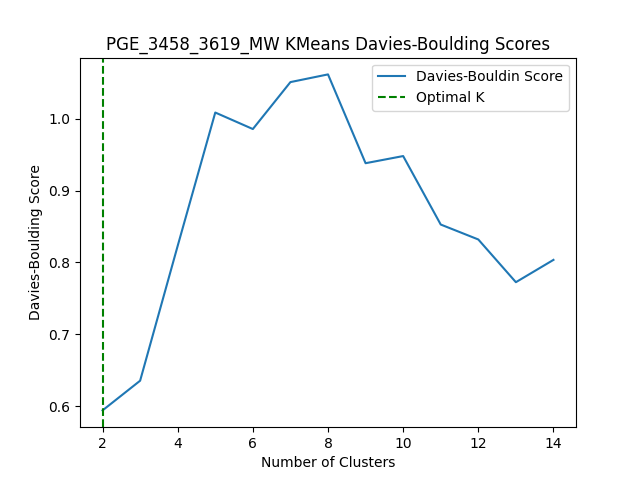 PGE_3458_3619_MW KMeans Davies-Boulding Scores
Davies-Bouldin Score
Optimal K
Davies-Boulding Score
1.0
0.9
0.8
0.7
0.6
2 4 6 8 10 12 14
Number of Clusters